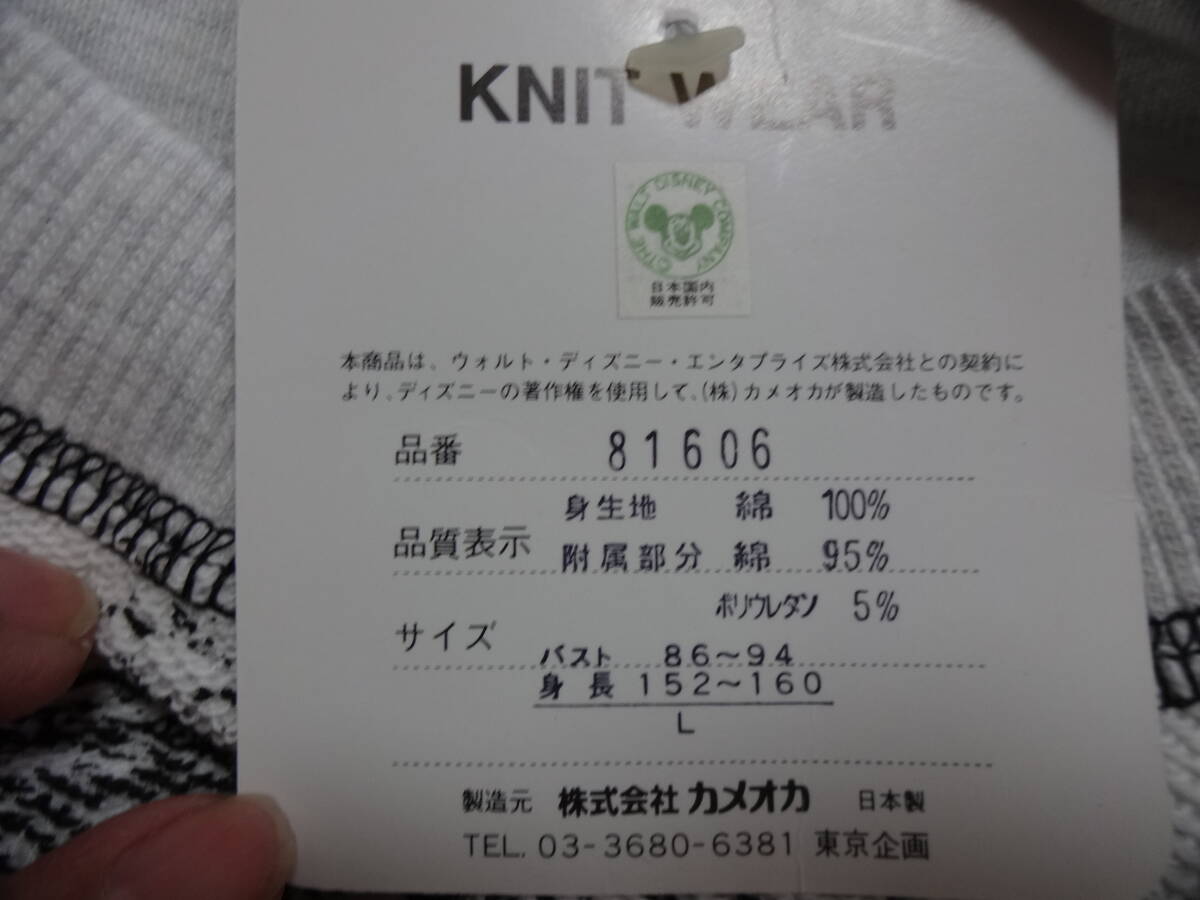 KNIT WEAR
©THE WALT DISNEY COMPANY
日本国内
販売許可
本商品は、ウォルト・ディズニー・エンタプライズ株式会社との契約に
より、ディズニーの著作権を使用して、(株)カメオカが製造したものです。
品番 81606
身生地 綿 100%
品質表示 附属部分 綿 95%
ポリウレタン 5%
サイズ バスト 86〜94
身長 152〜160
L
製造元 株式会社 カメオカ 日本製
TEL. 03-3680-6381 東京企画